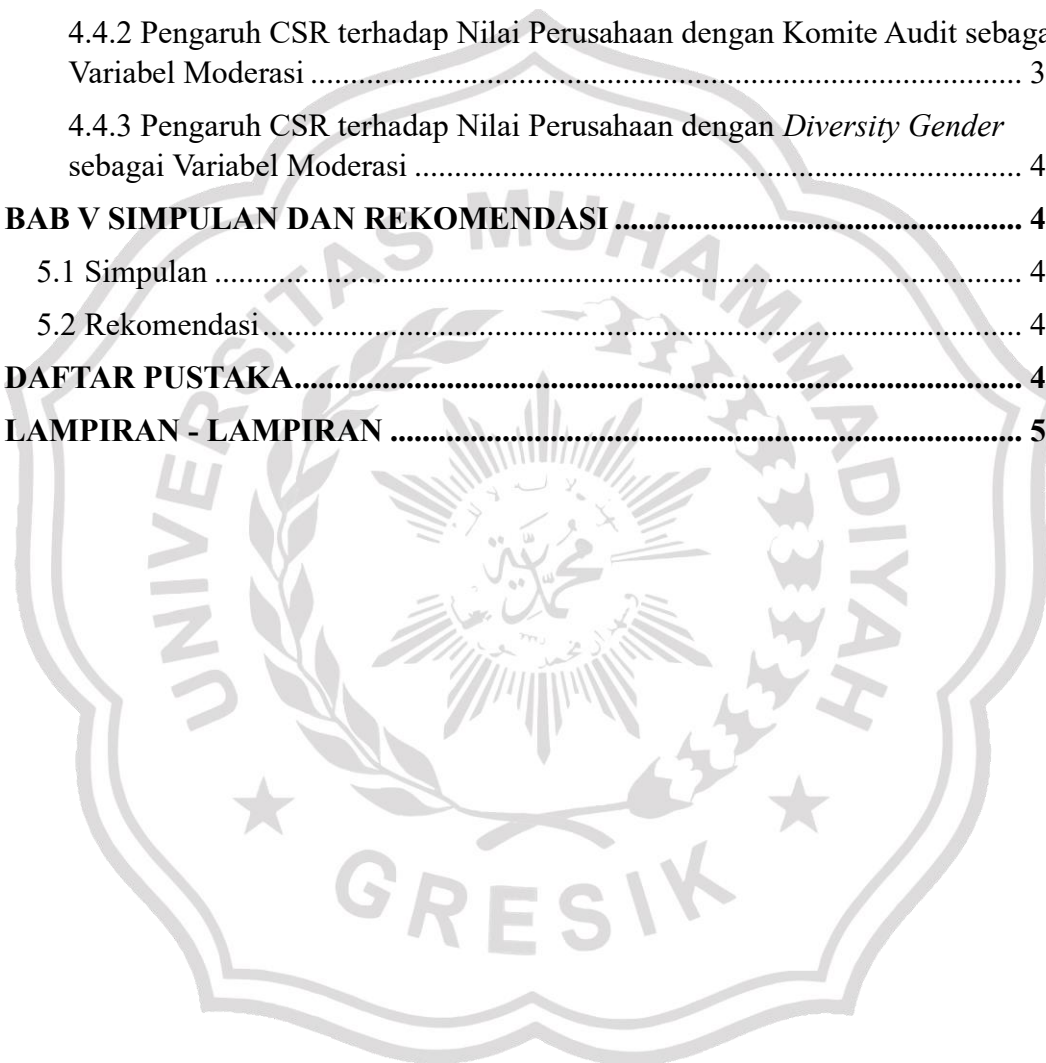 4.4.2 Pengaruh CSR terhadap Nilai Perusahaan dengan Komite Audit sebaga
Variabel Moderasi ........ 3
4.4.3 Pengaruh CSR terhadap Nilai Perusahaan dengan Diversity Gender
sebagai Variabel Moderasi ........ 4
BAB V SIMPULAN DAN REKOMENDASI ........ 4
5.1 Simpulan ........ 4
5.2 Rekomendasi ........ 4
DAFTAR PUSTAKA ........ 4
LAMPIRAN - LAMPIRAN ........ 5
UNIVERSITAS MUHAMMADIYAH
GRESIK